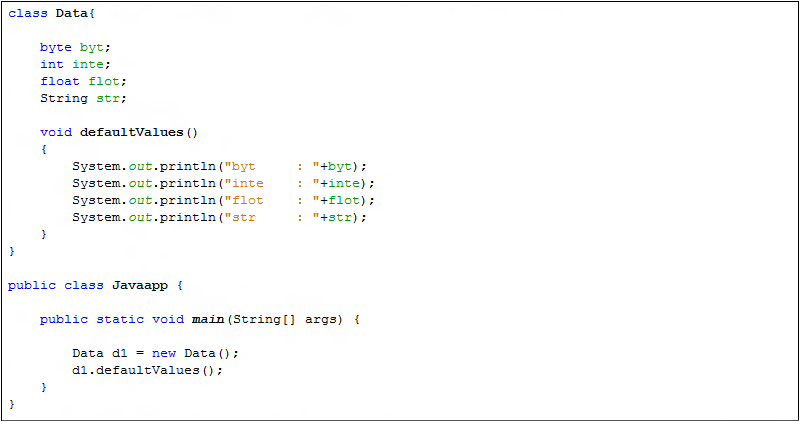 class Data{
    byte byt;
    int inte;
    float flot;
    String str;
    void defaultValues()
    {
        System.out.println("byt     : "+byt);
        System.out.println("inte    : "+inte);
        System.out.println("flot    : "+flot);
        System.out.println("str     : "+str);
    }
}
public class Javaapp {
    public static void main(String[] args) {
        Data d1 = new Data();
        d1.defaultValues();
    }
}